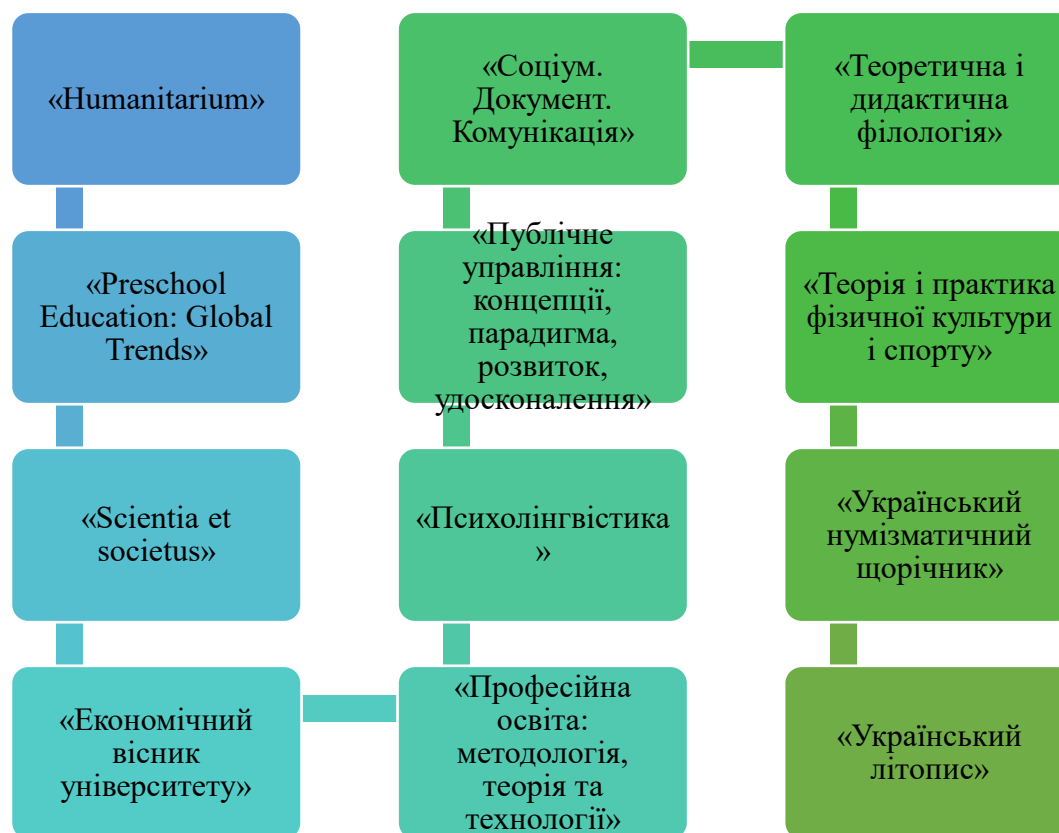 «Humanitarium»
«Preschool
Education: Global
Trends»
«Scientia et
societus»
«Економічний
вісник
університету»
«Професійна
освіта:
методологія,
теорія та
технології»
«Психолінгвістика
»
«Публічне
управління:
концепції,
парадигма,
розвиток,
удосконалення»
«Соціум.
Документ.
Комунікація»
«Теоретична і
дидактична
філологія»
«Теорія і практика
фізичної культури
і спорту»
«Український
нумізматичний
щорічник»
«Український
літопис»